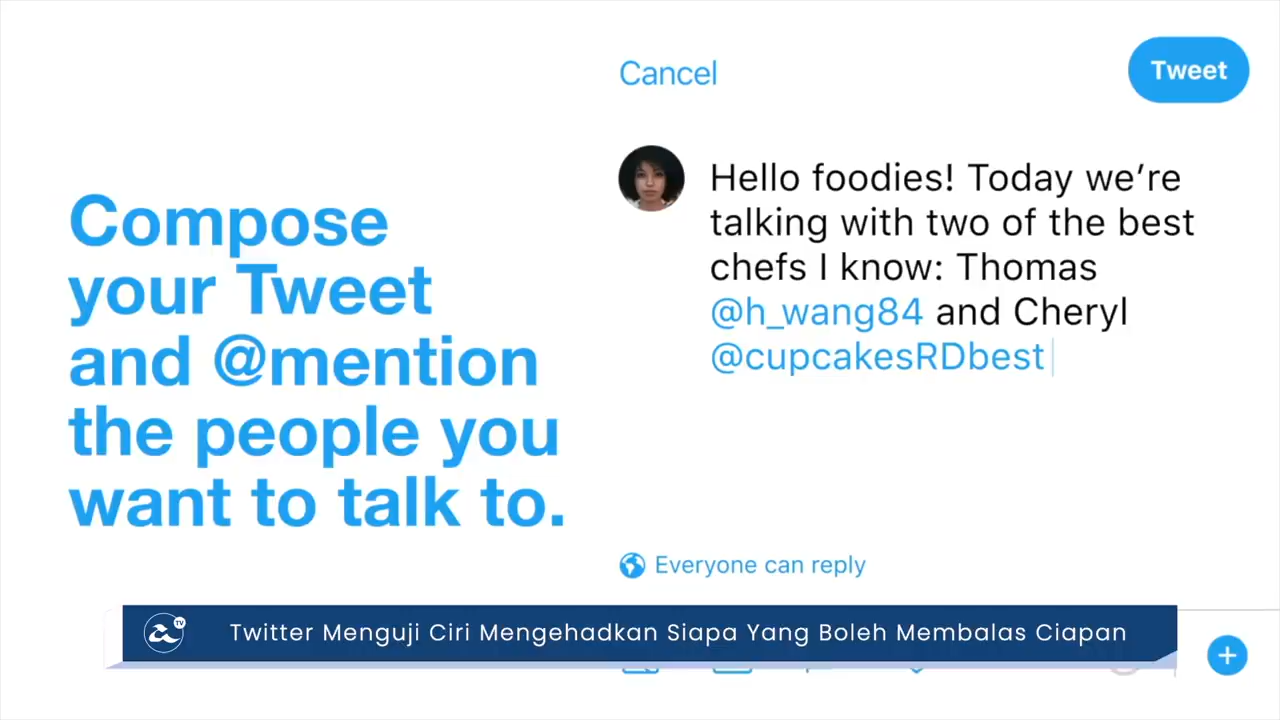 Compose
your Tweet
and @mention
the people you
want to talk to.
Cancel
Tweet
Hello foodies! Today we’re
talking with two of the best
chefs I know: Thomas
@h_wang84 and Cheryl
@cupcakesRDbest
Everyone can reply
TV
Twitter Menguji Ciri Mengehadkan Siapa Yang Boleh Membalas Ciapan